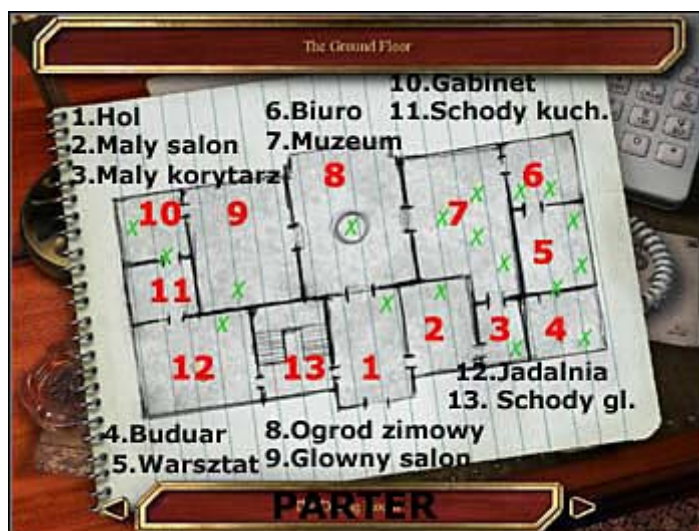 The Ground Floor
10.Gabinet
1.Hol 6.Biuro 11.Schody kuch.
2.Maly salon 7.Muzeum
3.Maly korytarz
8
6
10 9 7
5
11
2 3 4
12 13 1
12.Jadalnia
13. Schody gl.
4.Buduar 8.Ogrod zimowy
5.Warsztat 9.Glowny salon
PARTER